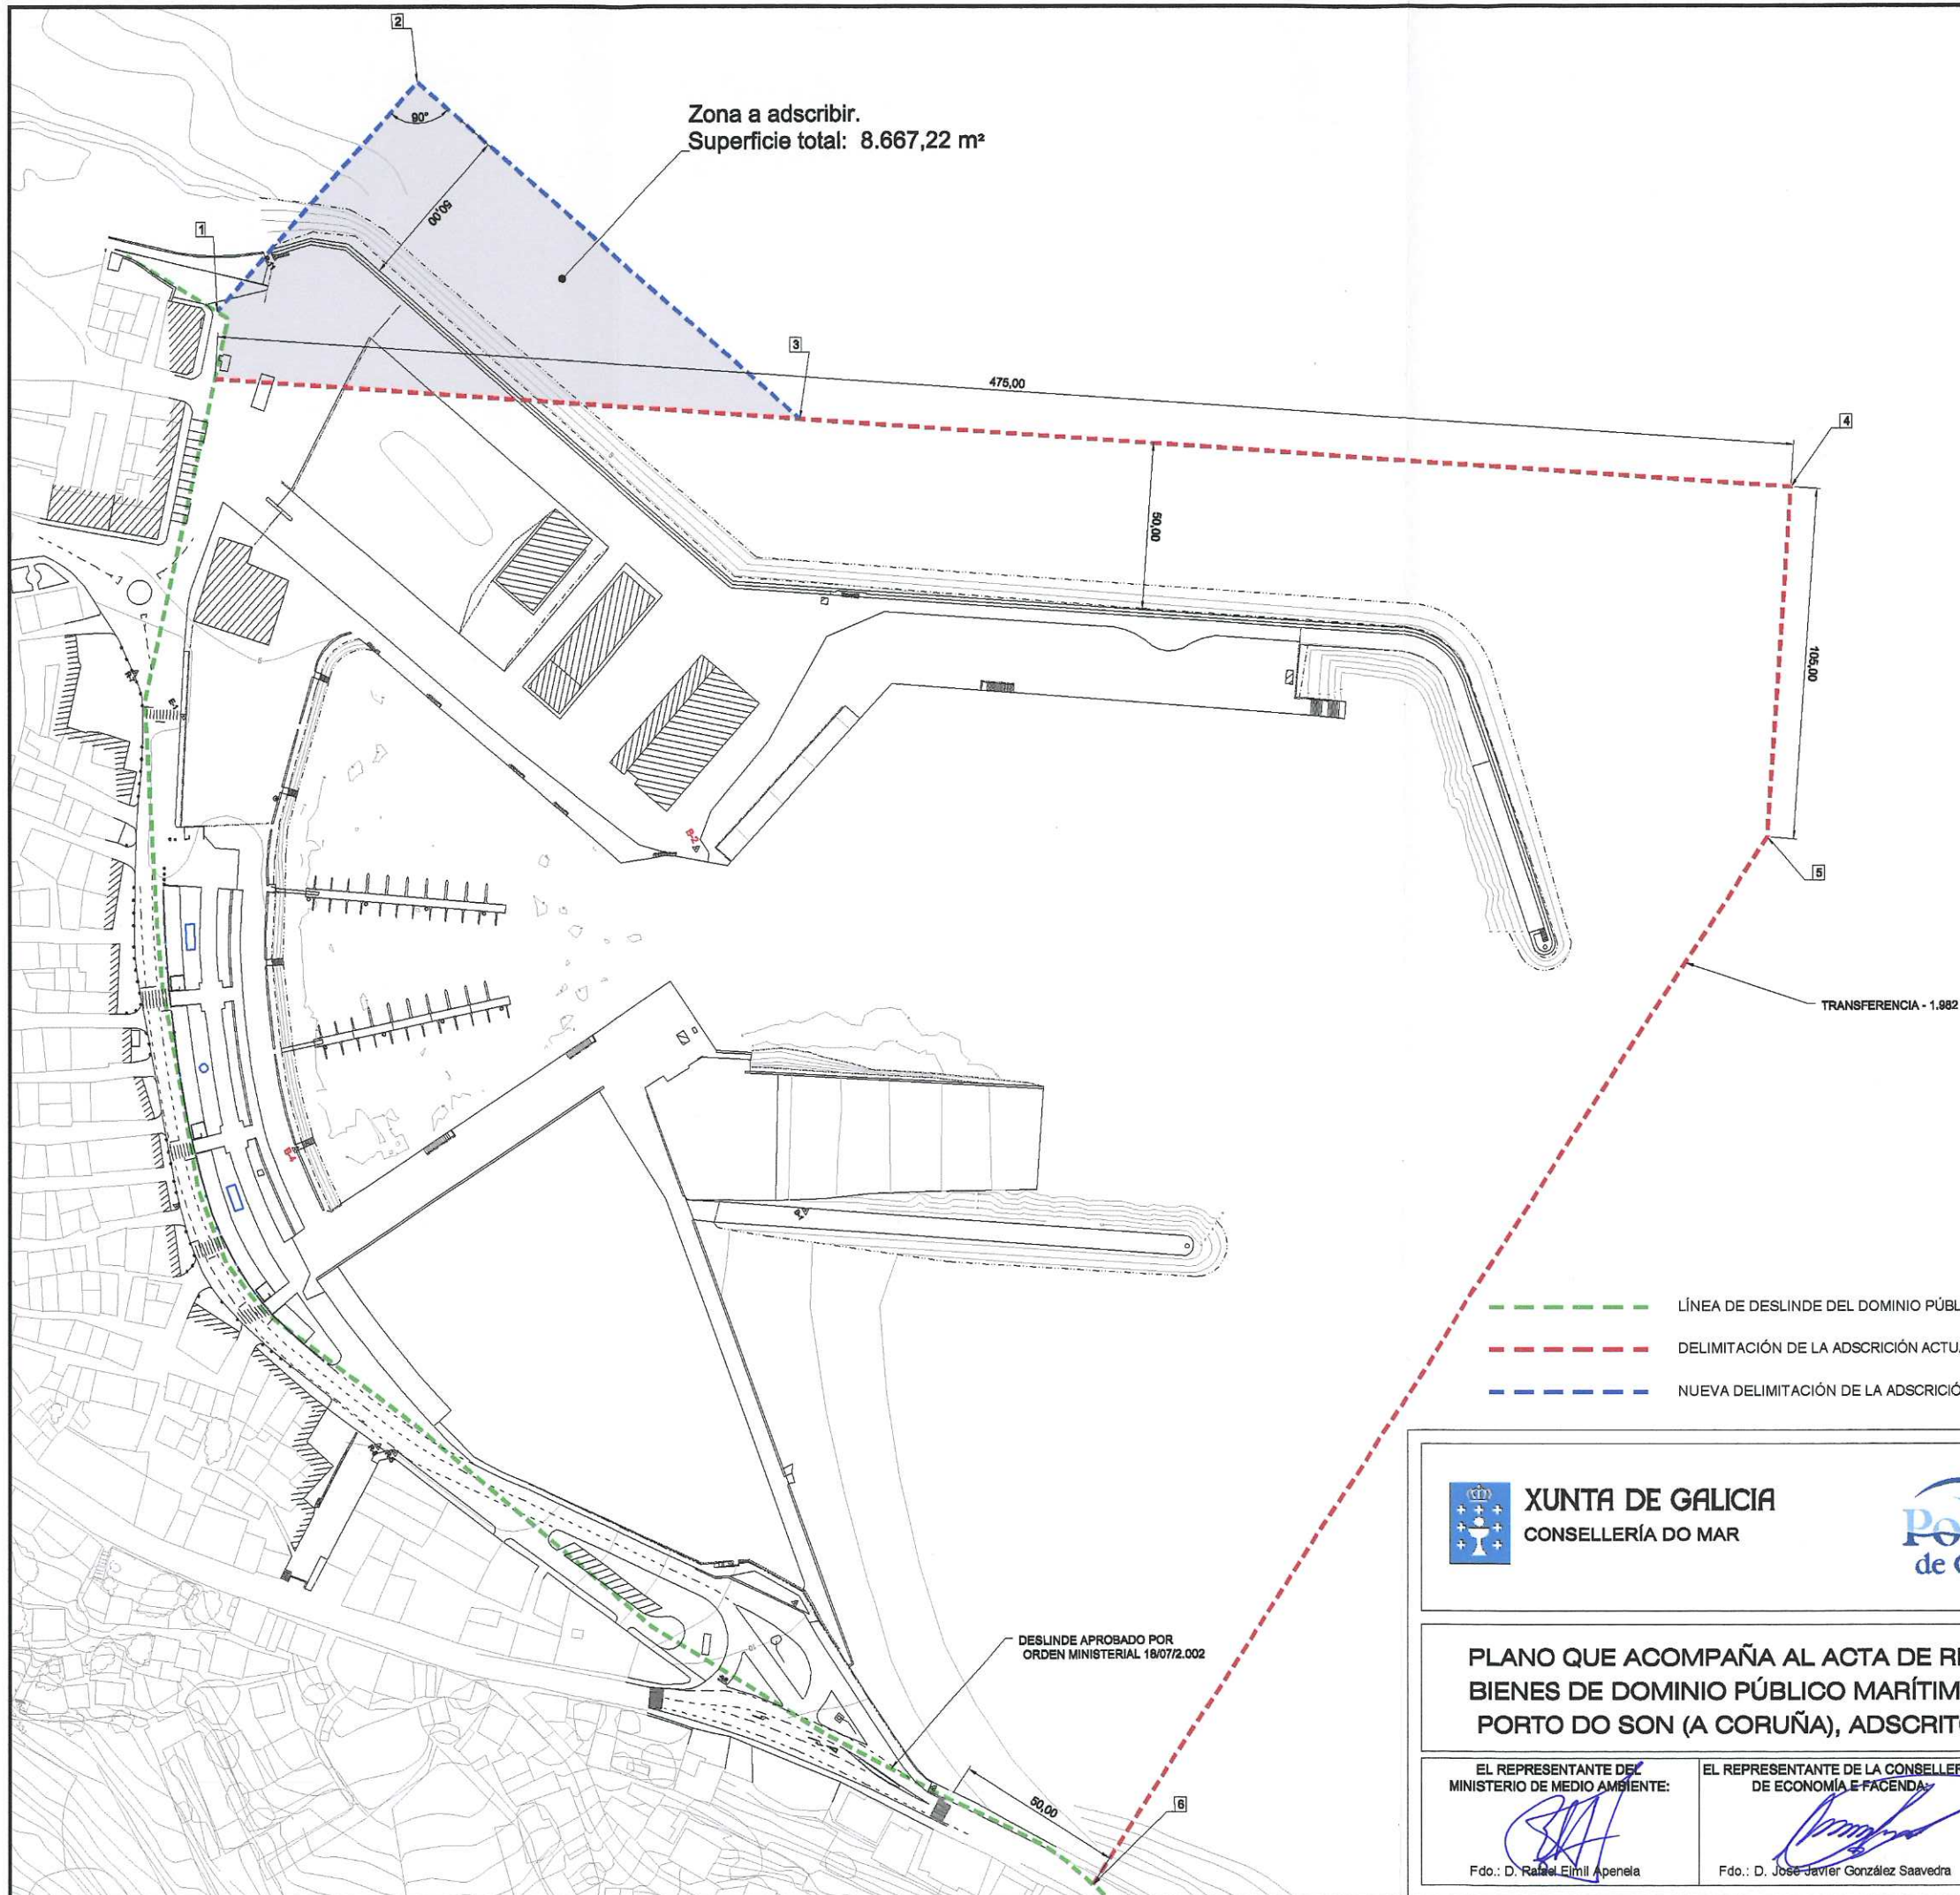 2
Zona a adscribir.
Superficie total: 8.667,22 m²
90°
50,00
1
3
475,00
4
50,00
105,00
5
B-2
TRANSFERENCIA - 1.982
B-4
LÍNEA DE DESLINDE DEL DOMINIO PÚBL
DELIMITACIÓN DE LA ADSCRICIÓN ACTU
NUEVA DELIMITACIÓN DE LA ADSCRICIÓ
XUNTA DE GALICIA
CONSELLERÍA DO MAR
Po
de
DESLINDE APROBADO POR
ORDEN MINISTERIAL 18/07/2.002
PLANO QUE ACOMPAÑA AL ACTA DE R
BIENES DE DOMINIO PÚBLICO MARÍTIM
PORTO DO SON (A CORUÑA), ADSCRIT
EL REPRESENTANTE DEL
MINISTERIO DE MEDIO AMBIENTE:
EL REPRESENTANTE DE LA CONSELLER
DE ECONOMÍA E FACENDA:
50,00
6
Fdo.: D. Rafael Eimil Apenela
Fdo.: D. José Javier González Saavedra